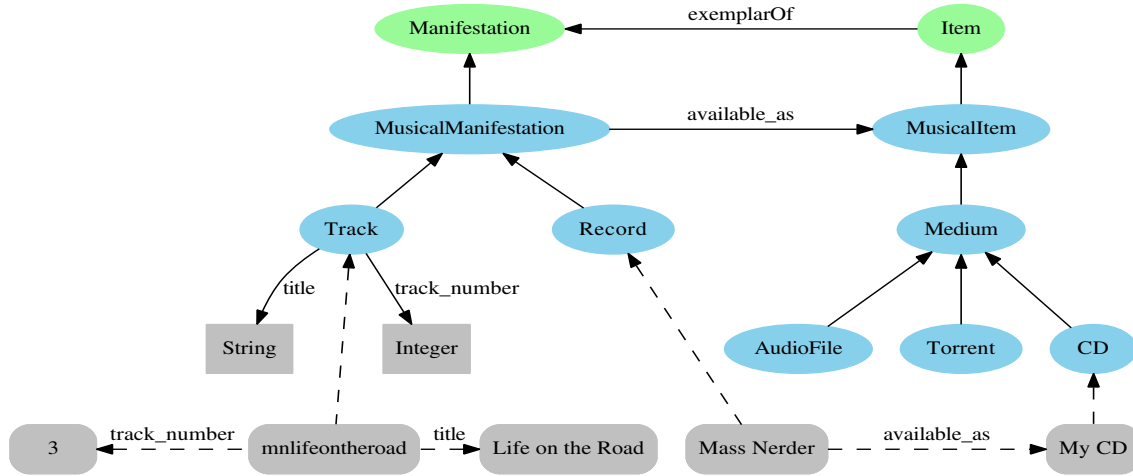 exemplarOf
Manifestation
Item
available_as
MusicalManifestation
MusicalItem
Track
Record
Medium
title
track_number
String
Integer
AudioFile
Torrent
CD
track_number
title
available_as
3
mnlifeontheroad
Life on the Road
Mass Nerder
My CD